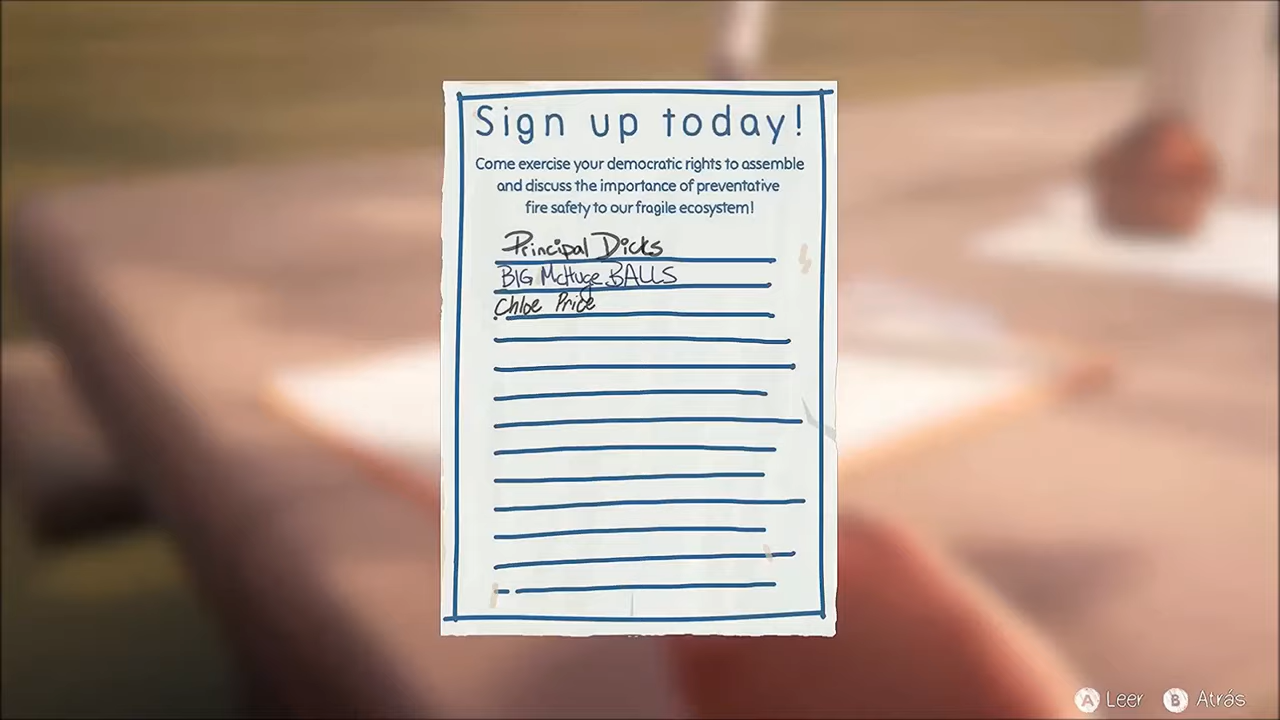 Sign up today!
Come exercise your democratic rights to assemble
and discuss the importance of preventative
fire safety to our fragile ecosystem!
Principal Dicks
BIG McHuge BALLS
Chloe Price
A Leer B Atrás